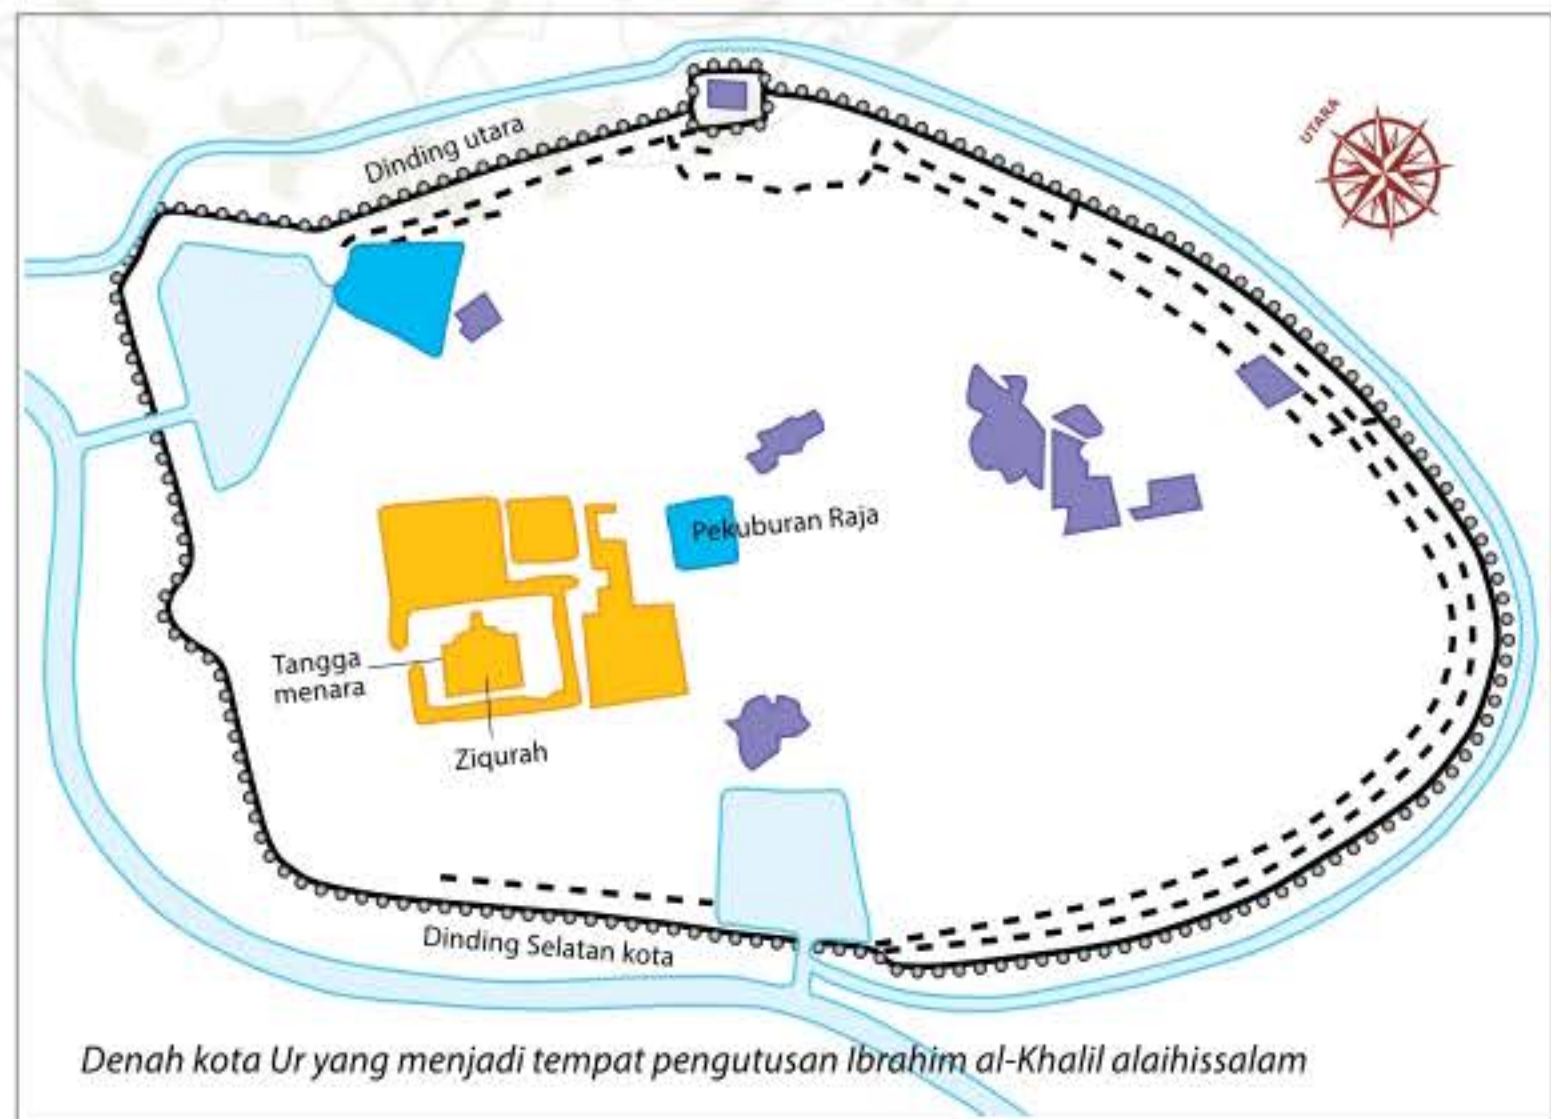 UTARA
Dinding utara
Pekuburan Raja
Tangga
menara
Ziqurah
Dinding Selatan kota
Denah kota Ur yang menjadi tempat pengutusan Ibrahim al-Khalil alaihissalam